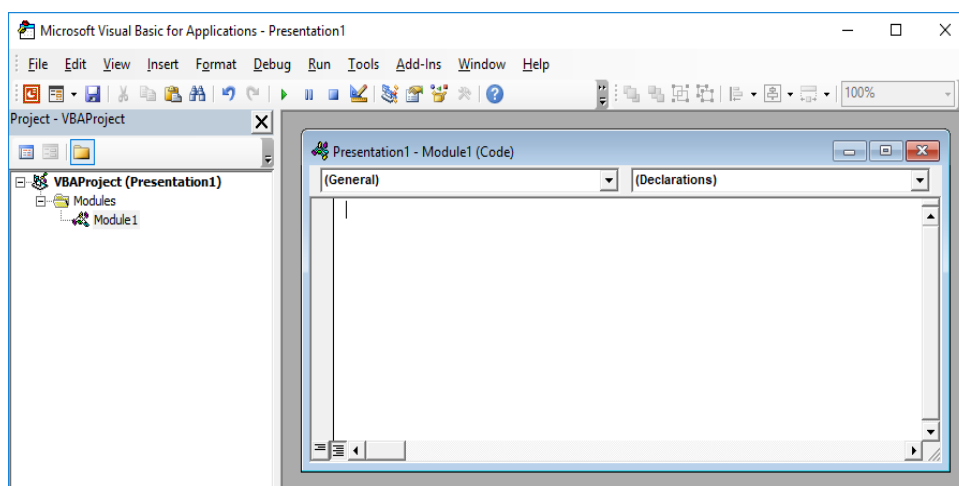 Microsoft Visual Basic for Applications - Presentation1
File Edit View Insert Format Debug Run Tools Add-Ins Window Help
100%
Project - VBAProject
Presentation1 - Module1 (Code)
(General) (Declarations)
VBAProject (Presentation1)
Modules
Module1